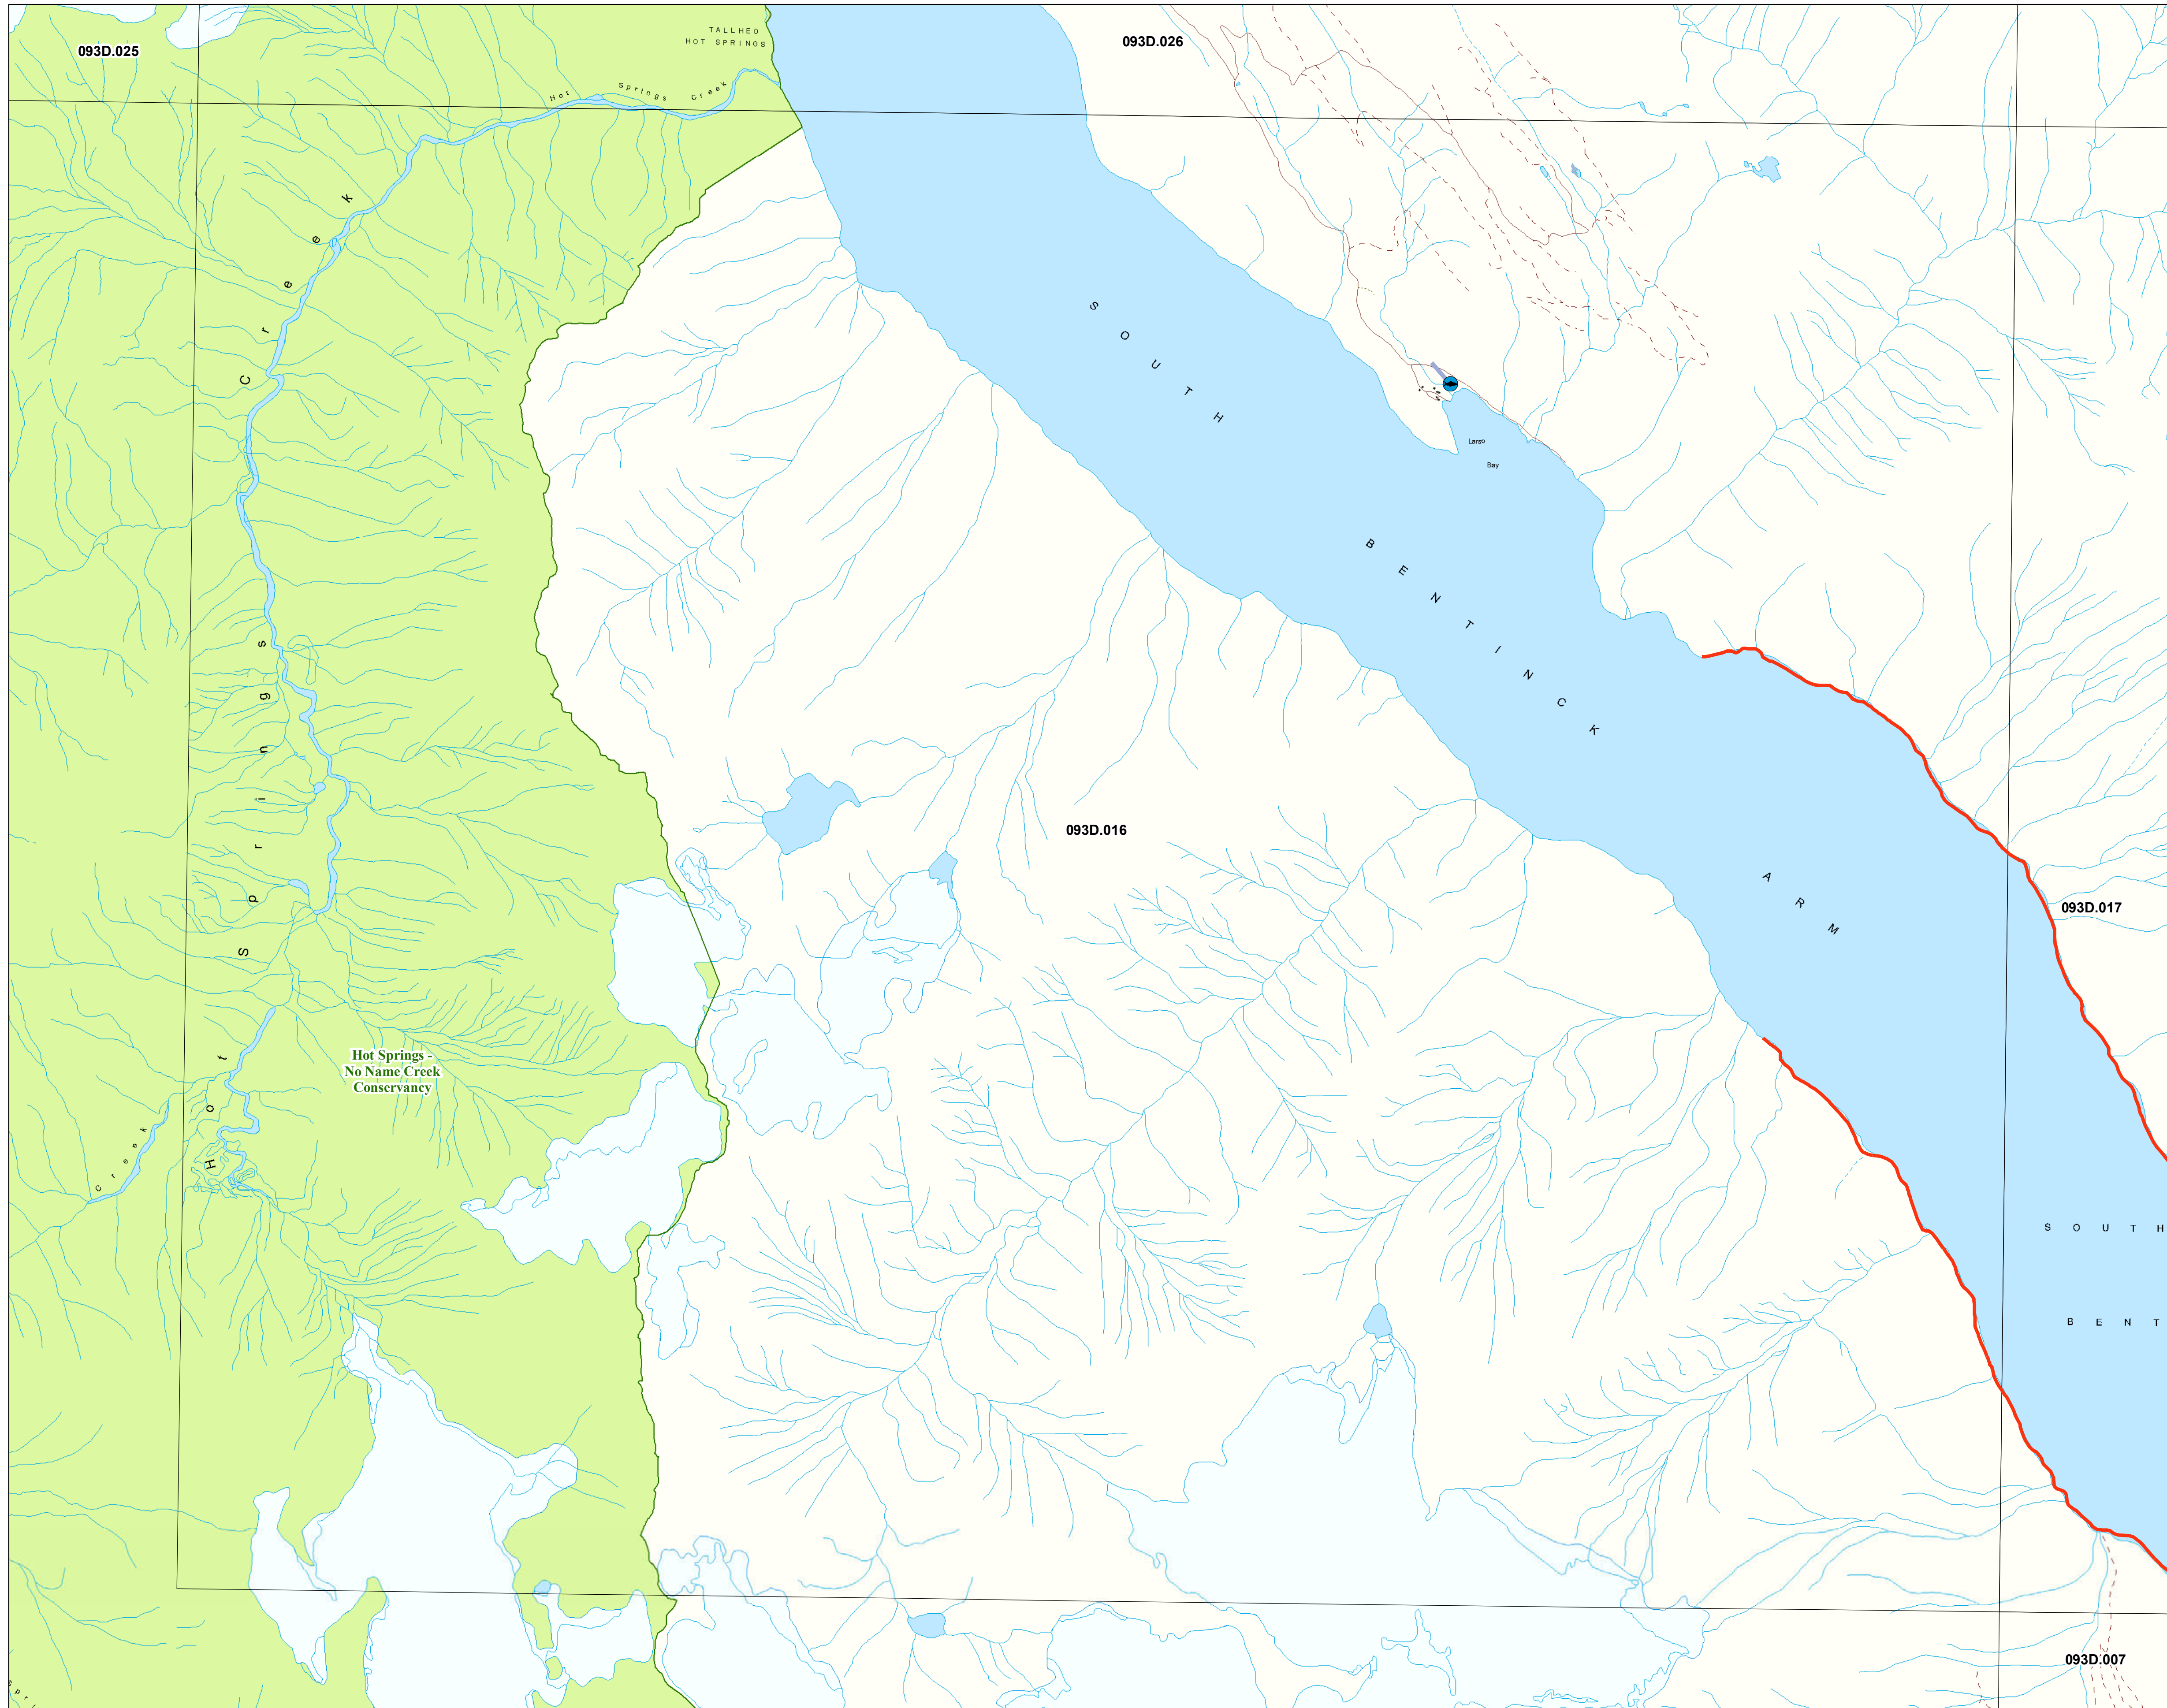 093D.025
TALLHEO
HOT SPRINGS
093D.026
Hot Springs Creek
Hot Springs Creek
SOUTH BENTINCK ARM
Larso
Bay
093D.016
093D.017
Hot Springs -
No Name Creek
Conservancy
Creek
SOUTH
BENT
093D.007